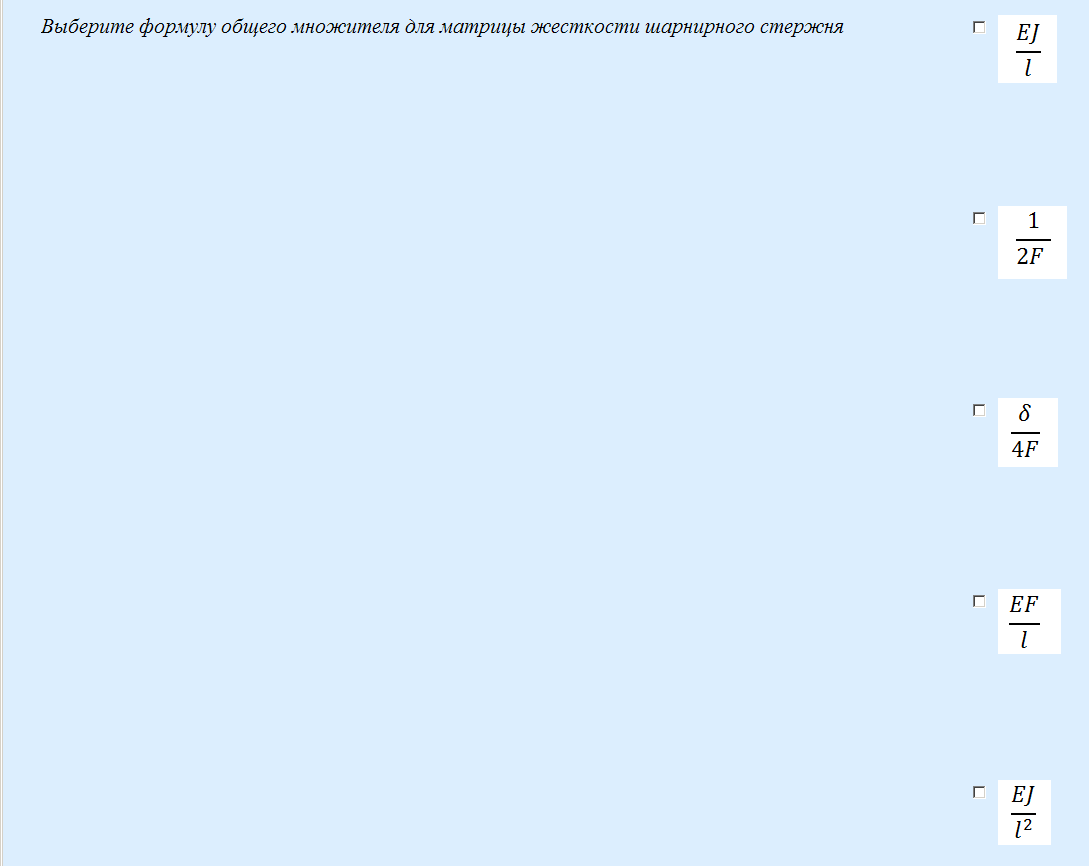 Выберите формулу общего множителя для матрицы жесткости шарнирного стержня
EJ
l
1
2F
δ
4F
EF
l
EJ
l²